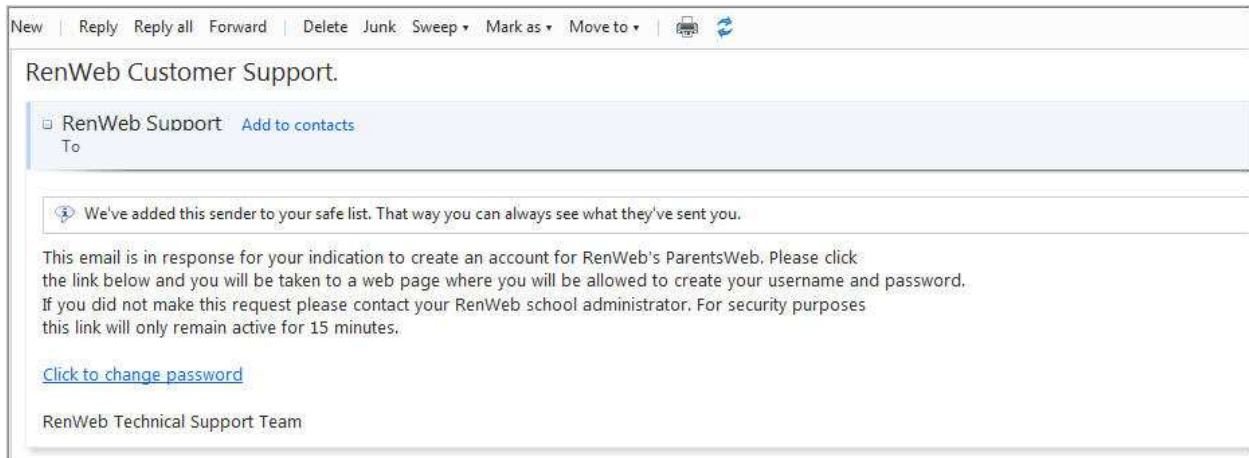 New | Reply Reply all Forward | Delete Junk Sweep Mark as Move to |
RenWeb Customer Support.
RenWeb Support Add to contacts
To
We've added this sender to your safe list. That way you can always see what they've sent you.
This email is in response for your indication to create an account for RenWeb's ParentsWeb. Please click
the link below and you will be taken to a web page where you will be allowed to create your username and password.
If you did not make this request please contact your RenWeb school administrator. For security purposes
this link will only remain active for 15 minutes.
Click to change password
RenWeb Technical Support Team